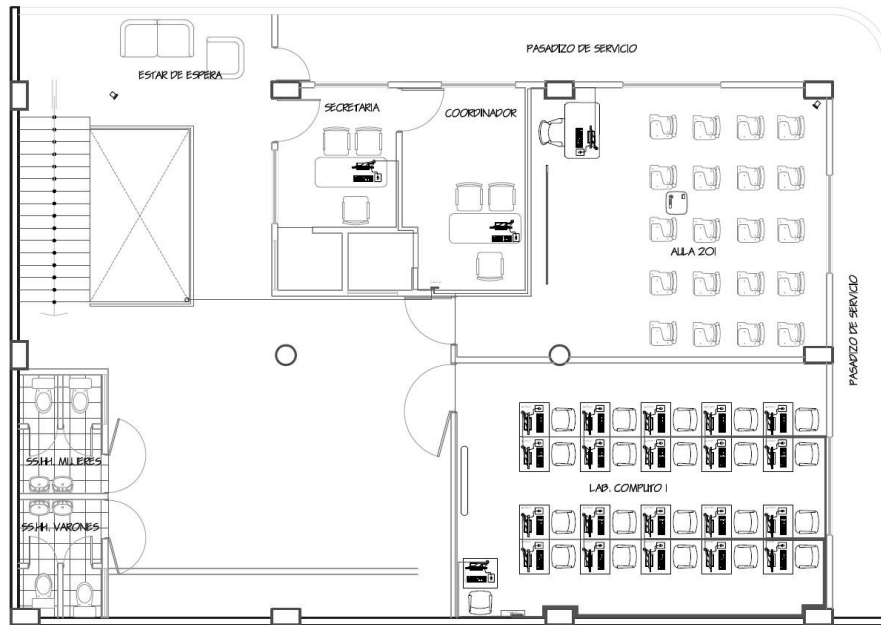 PASADIZO DE SERVICIO
ESTAR DE ESPERA
SECRETARIA
COORDINADOR
AULA 201
PASADIZO DE SERVICIO
SS.HH. MUJERES
LAB. COMPUTO 1
SS.HH. VARONES